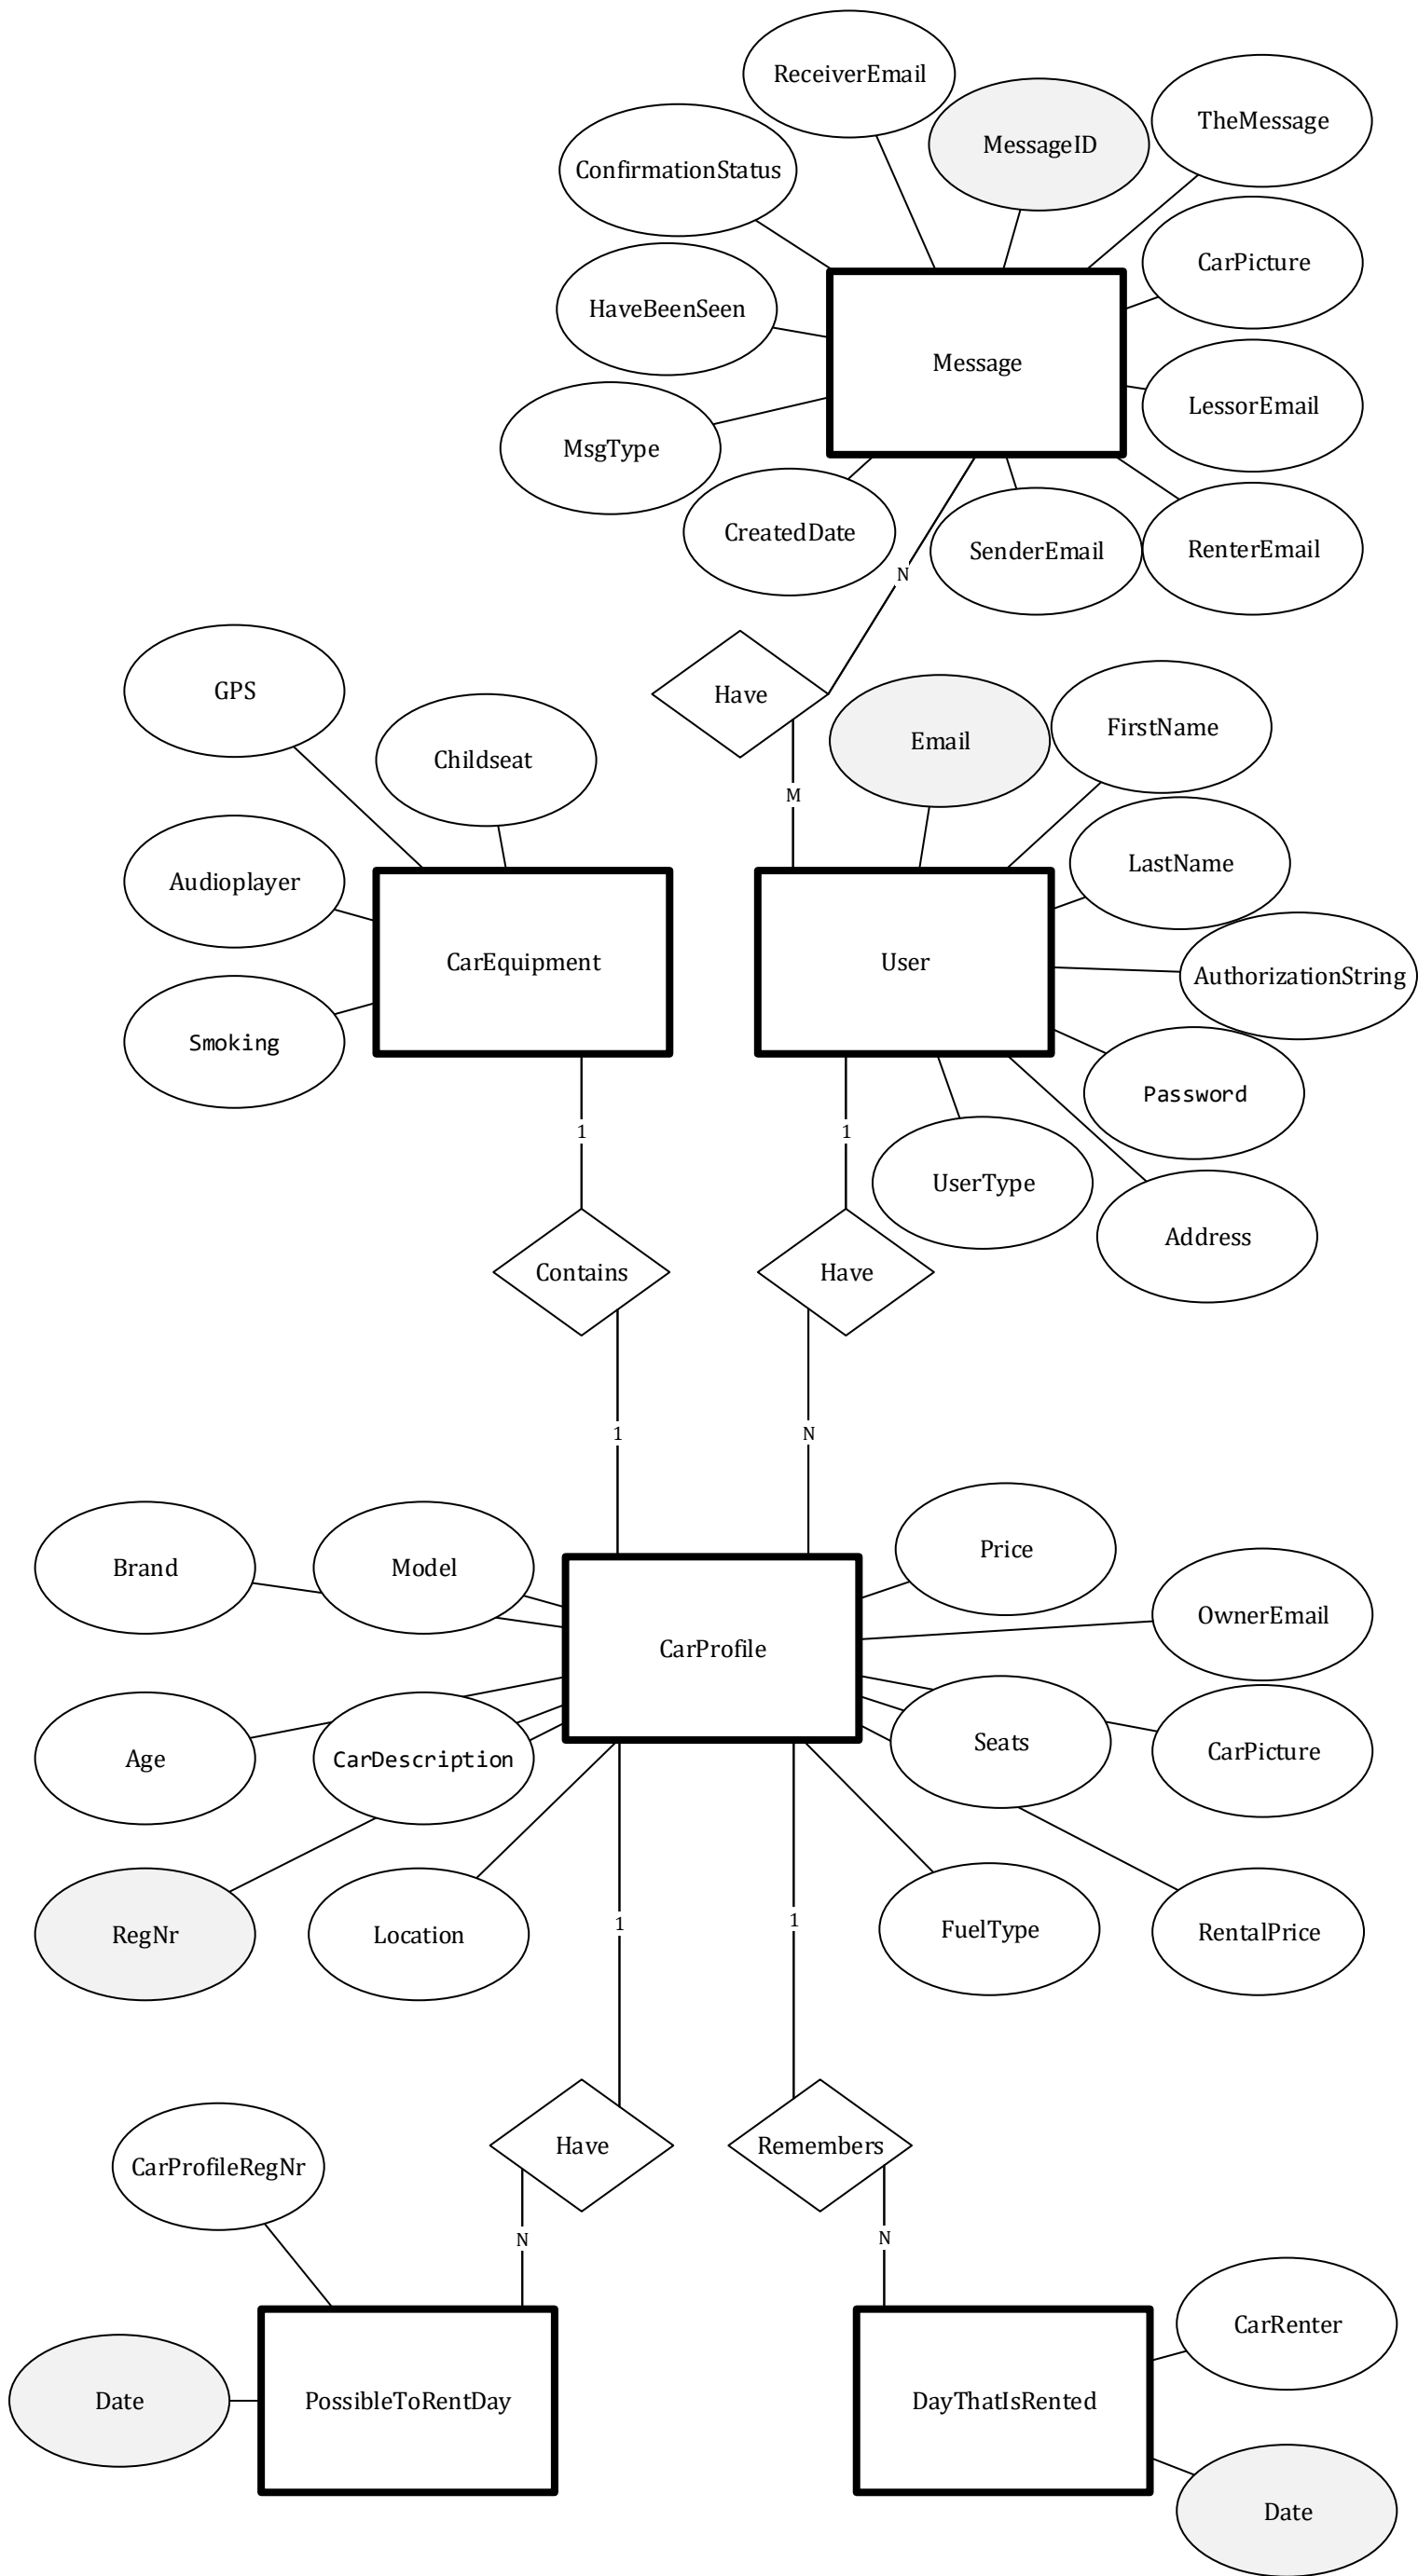 ReceiverEmail
TheMessage
MessageID
ConfirmationStatus
CarPicture
HaveBeenSeen
Message
LessorEmail
MsgType
CreatedDate
SenderEmail
RenterEmail
N
GPS
Have
Email
FirstName
Childseat
M
LastName
Audioplayer
CarEquipment
User
AuthorizationString
Smoking
Password
1
1
UserType
Address
Contains
Have
1
N
Price
Brand
Model
OwnerEmail
CarProfile
Seats
CarPicture
Age
CarDescription
1
1
FuelType
RentalPrice
RegNr
Location
Have
Remembers
CarProfileRegNr
N
N
CarRenter
Date
PossibleToRentDay
DayThatIsRented
Date